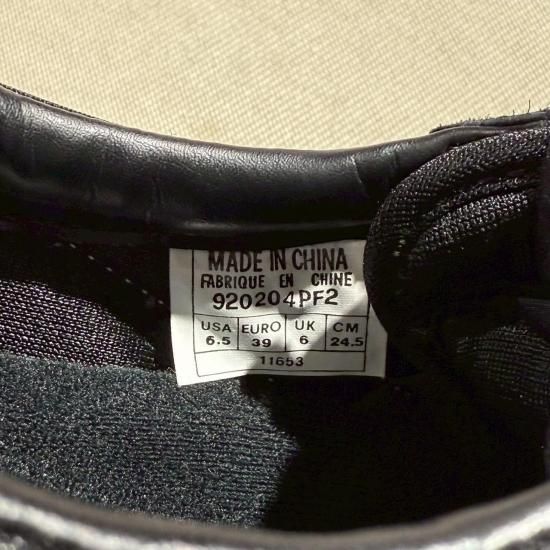 MADE IN CHINA
FABRIQUE EN CHINE
920204PF2
USA EURO UK CM
6.5 39 6 24.5
11653